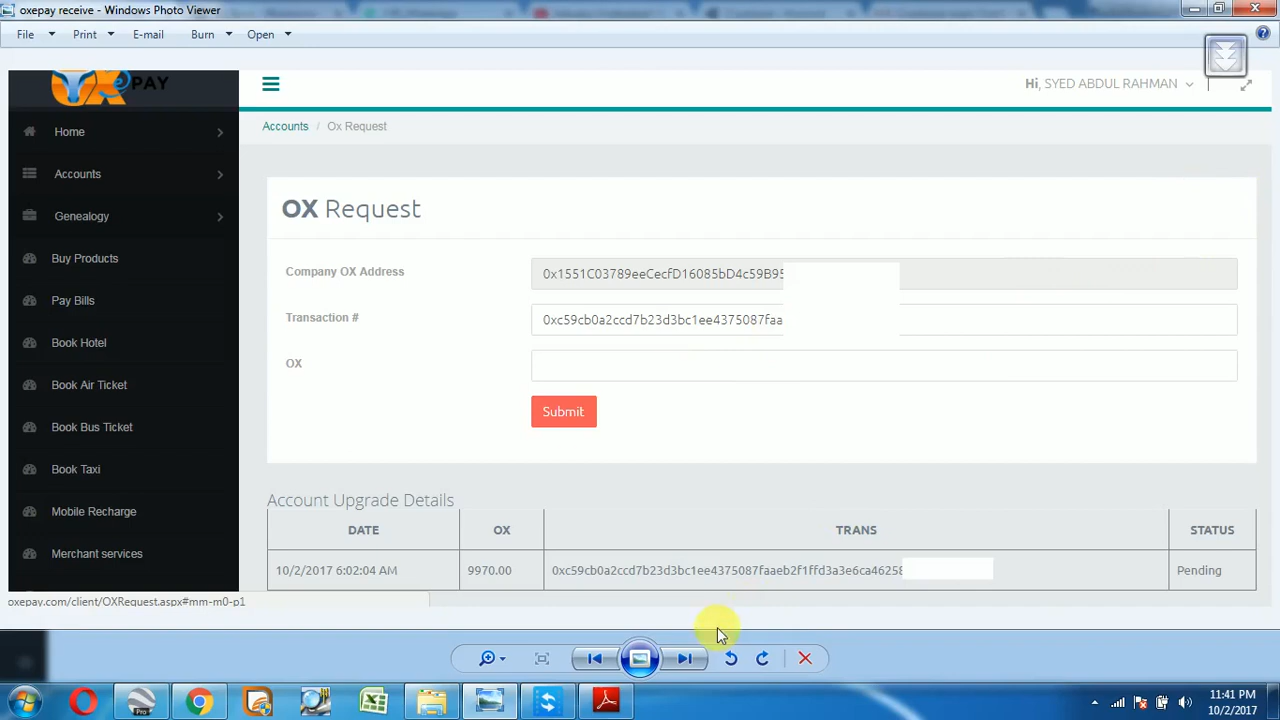 oxepay receive - Windows Photo Viewer
File Print E-mail Burn Open
OXePAY
Hi, SYED ABDUL RAHMAN
Home
Accounts / Ox Request
Accounts
Genealogy
OX Request
Buy Products
Company OX Address 0x1551C03789eeCecfD16085bD4c59B95
Pay Bills
Transaction # 0xc59cb0a2ccd7b23d3bc1ee4375087faa
Book Hotel
OX
Book Air Ticket
Submit
Book Bus Ticket
Book Taxi
Account Upgrade Details
Mobile Recharge
DATE OX TRANS STATUS
Merchant services
10/2/2017 6:02:04 AM 9970.00 0xc59cb0a2ccd7b23d3bc1ee4375087faaeb2f1ffd3a3e6ca46258 Pending
oxepay.com/client/OXRequest.aspx#mm-m0-p1
Pro
11:41 PM
10/2/2017